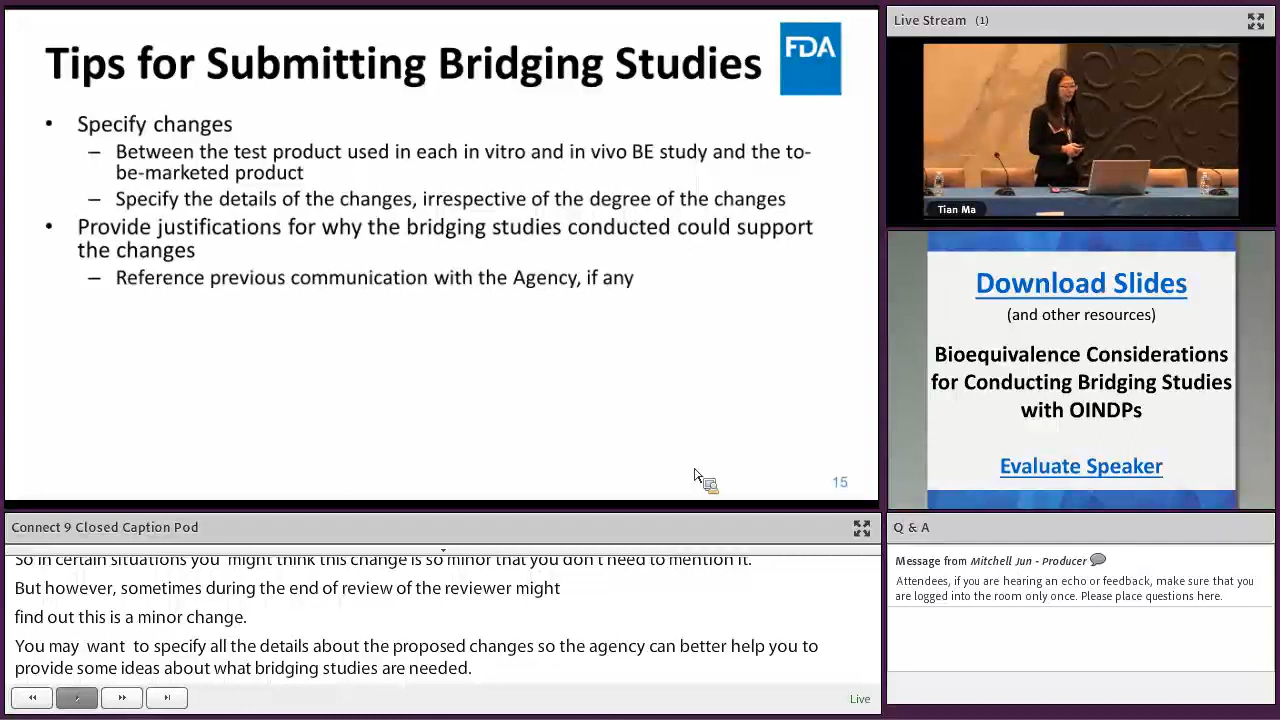 Tips for Submitting Bridging Studies
FDA
• Specify changes
– Between the test product used in each in vitro and in vivo BE study and the to-
be-marketed product
– Specify the details of the changes, irrespective of the degree of the changes
• Provide justifications for why the bridging studies conducted could support
the changes
– Reference previous communication with the Agency, if any
15
Live Stream (1)
Tian Ma
Download Slides
(and other resources)
Bioequivalence Considerations
for Conducting Bridging Studies
with OINDPs
Evaluate Speaker
Connect 9 Closed Caption Pod
So in certain situations you might think this change is so minor that you don't need to mention it.
But however, sometimes during the end of review of the reviewer might
find out this is a minor change.
You may want to specify all the details about the proposed changes so the agency can better help you to
provide some ideas about what bridging studies are needed.
Live
Q & A
Message from Mitchell Jun - Producer
Attendees, if you are hearing an echo or feedback, make sure that you
are logged into the room only once. Please place questions here.